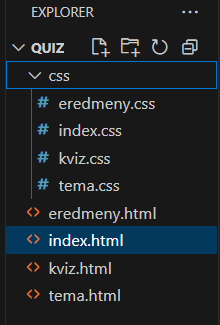 EXPLORER
QUIZ
css
eredmeny.css
index.css
kviz.css
tema.css
eredmeny.html
index.html
kviz.html
tema.html